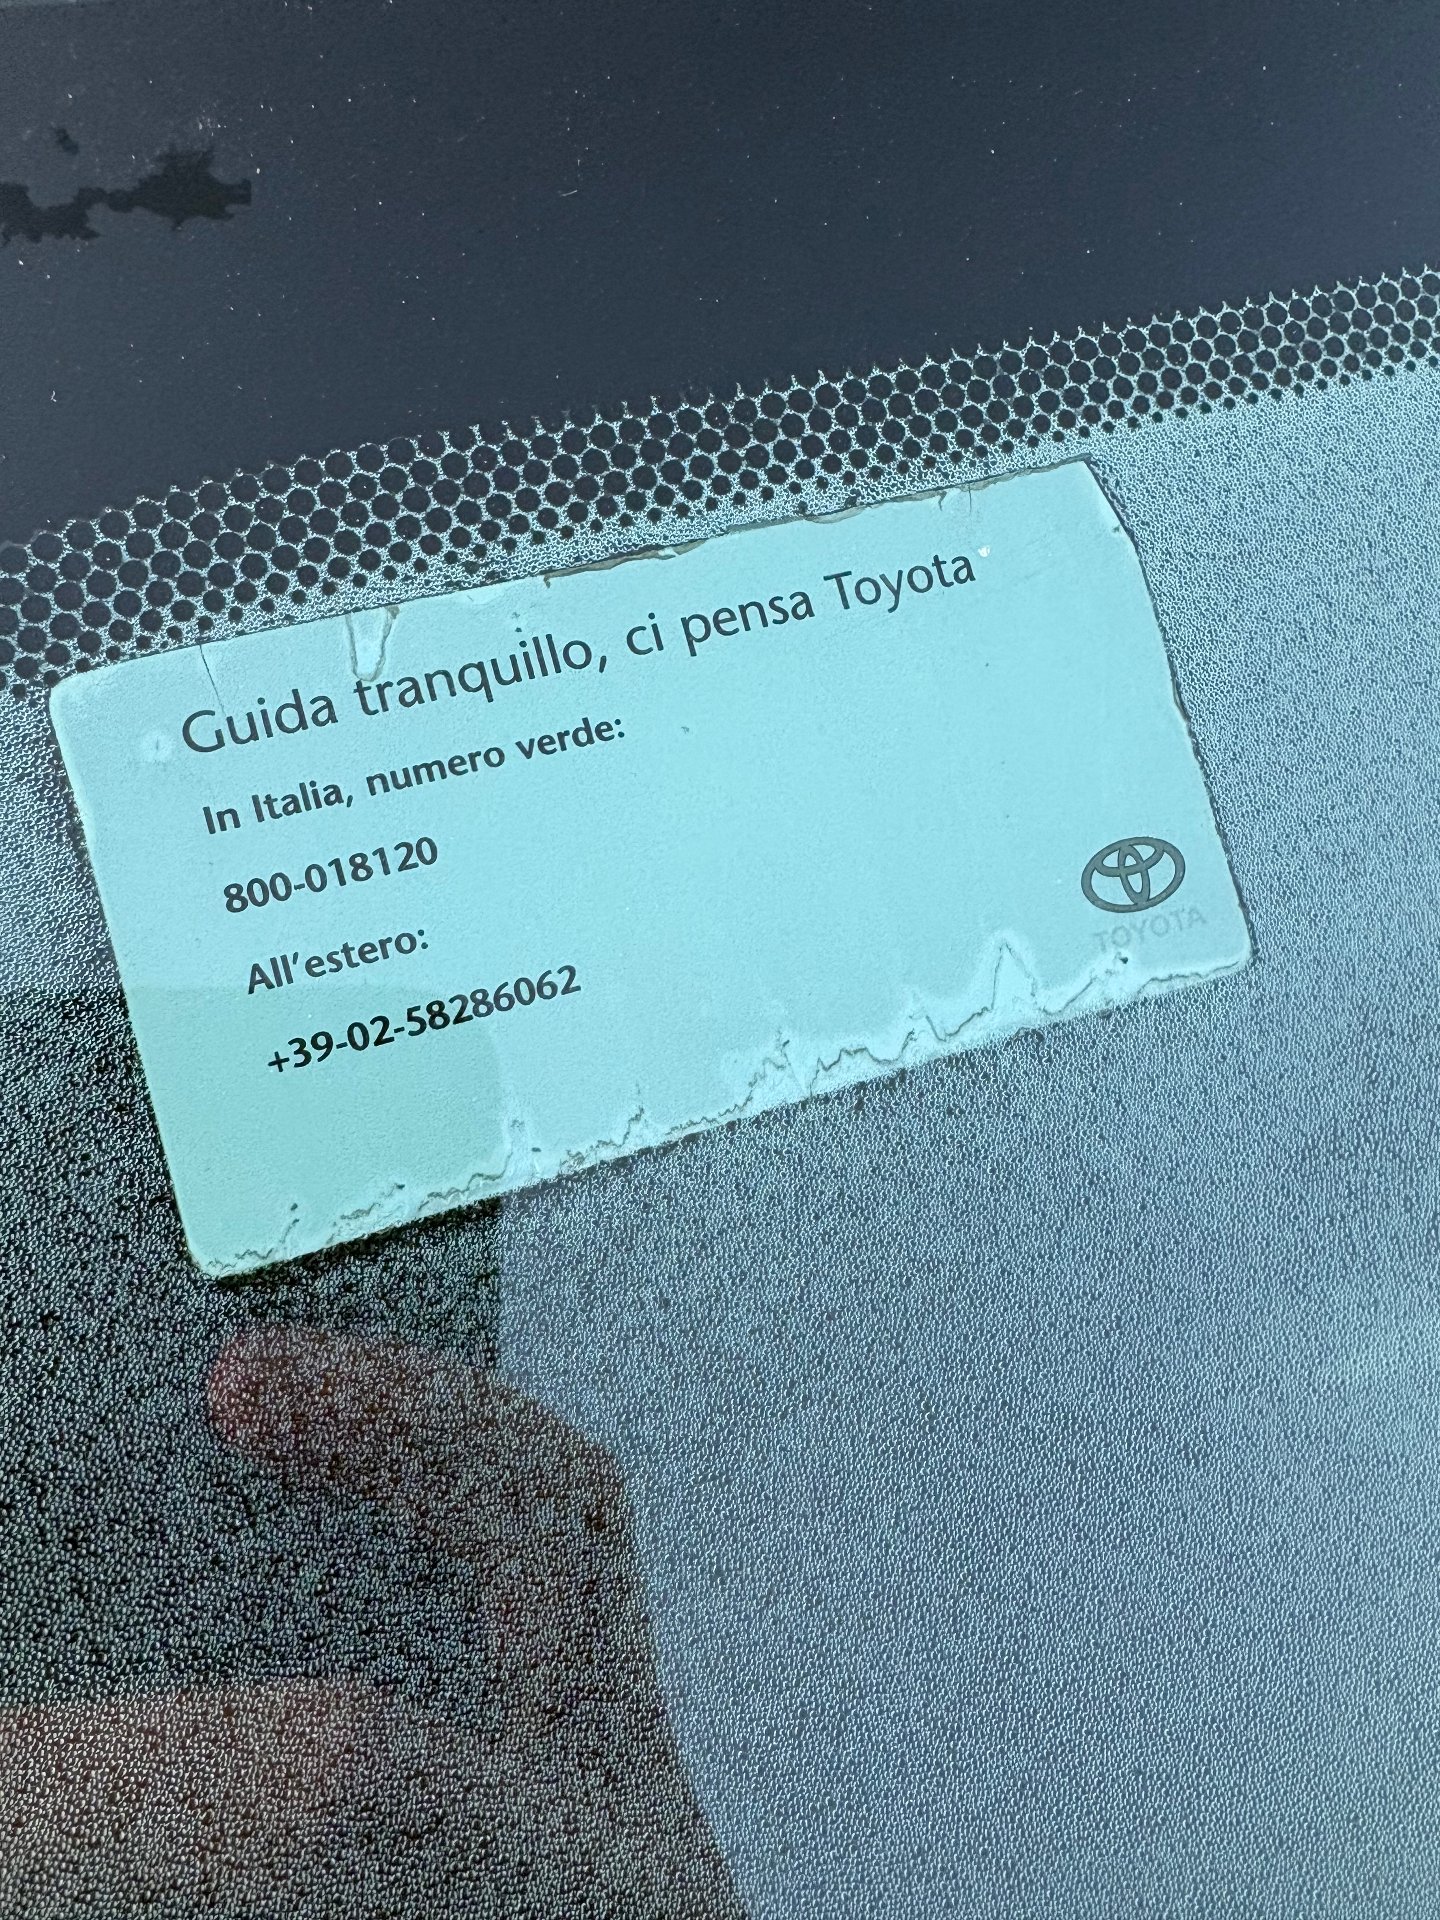 Guida tranquillo, ci pensa Toyota
In Italia, numero verde:
800-018120
All'estero:
+39-02-58286062
TOYOTA